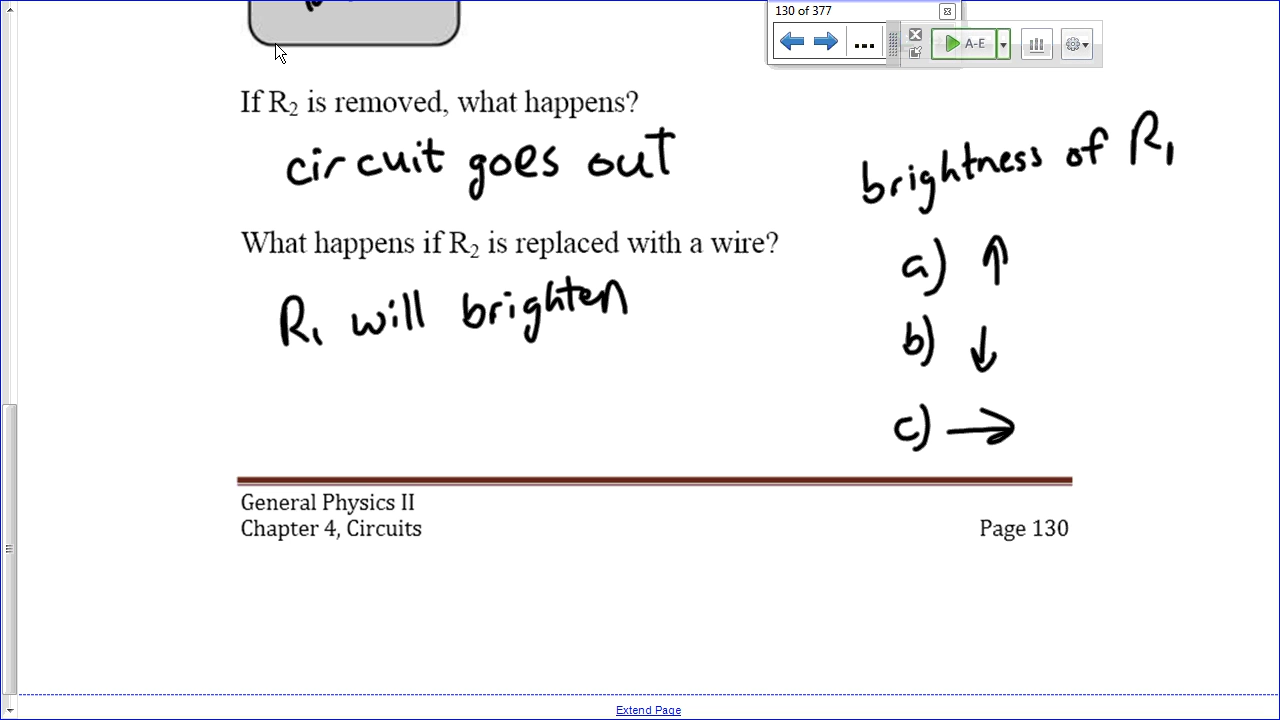 130 of 377
A-E
If R₂ is removed, what happens?
circuit goes out
brightness of R₁
What happens if R₂ is replaced with a wire?
a) ↑
R₁ will brighten
b) ↓
c) →
General Physics II
Chapter 4, Circuits
Page 130
Extend Page